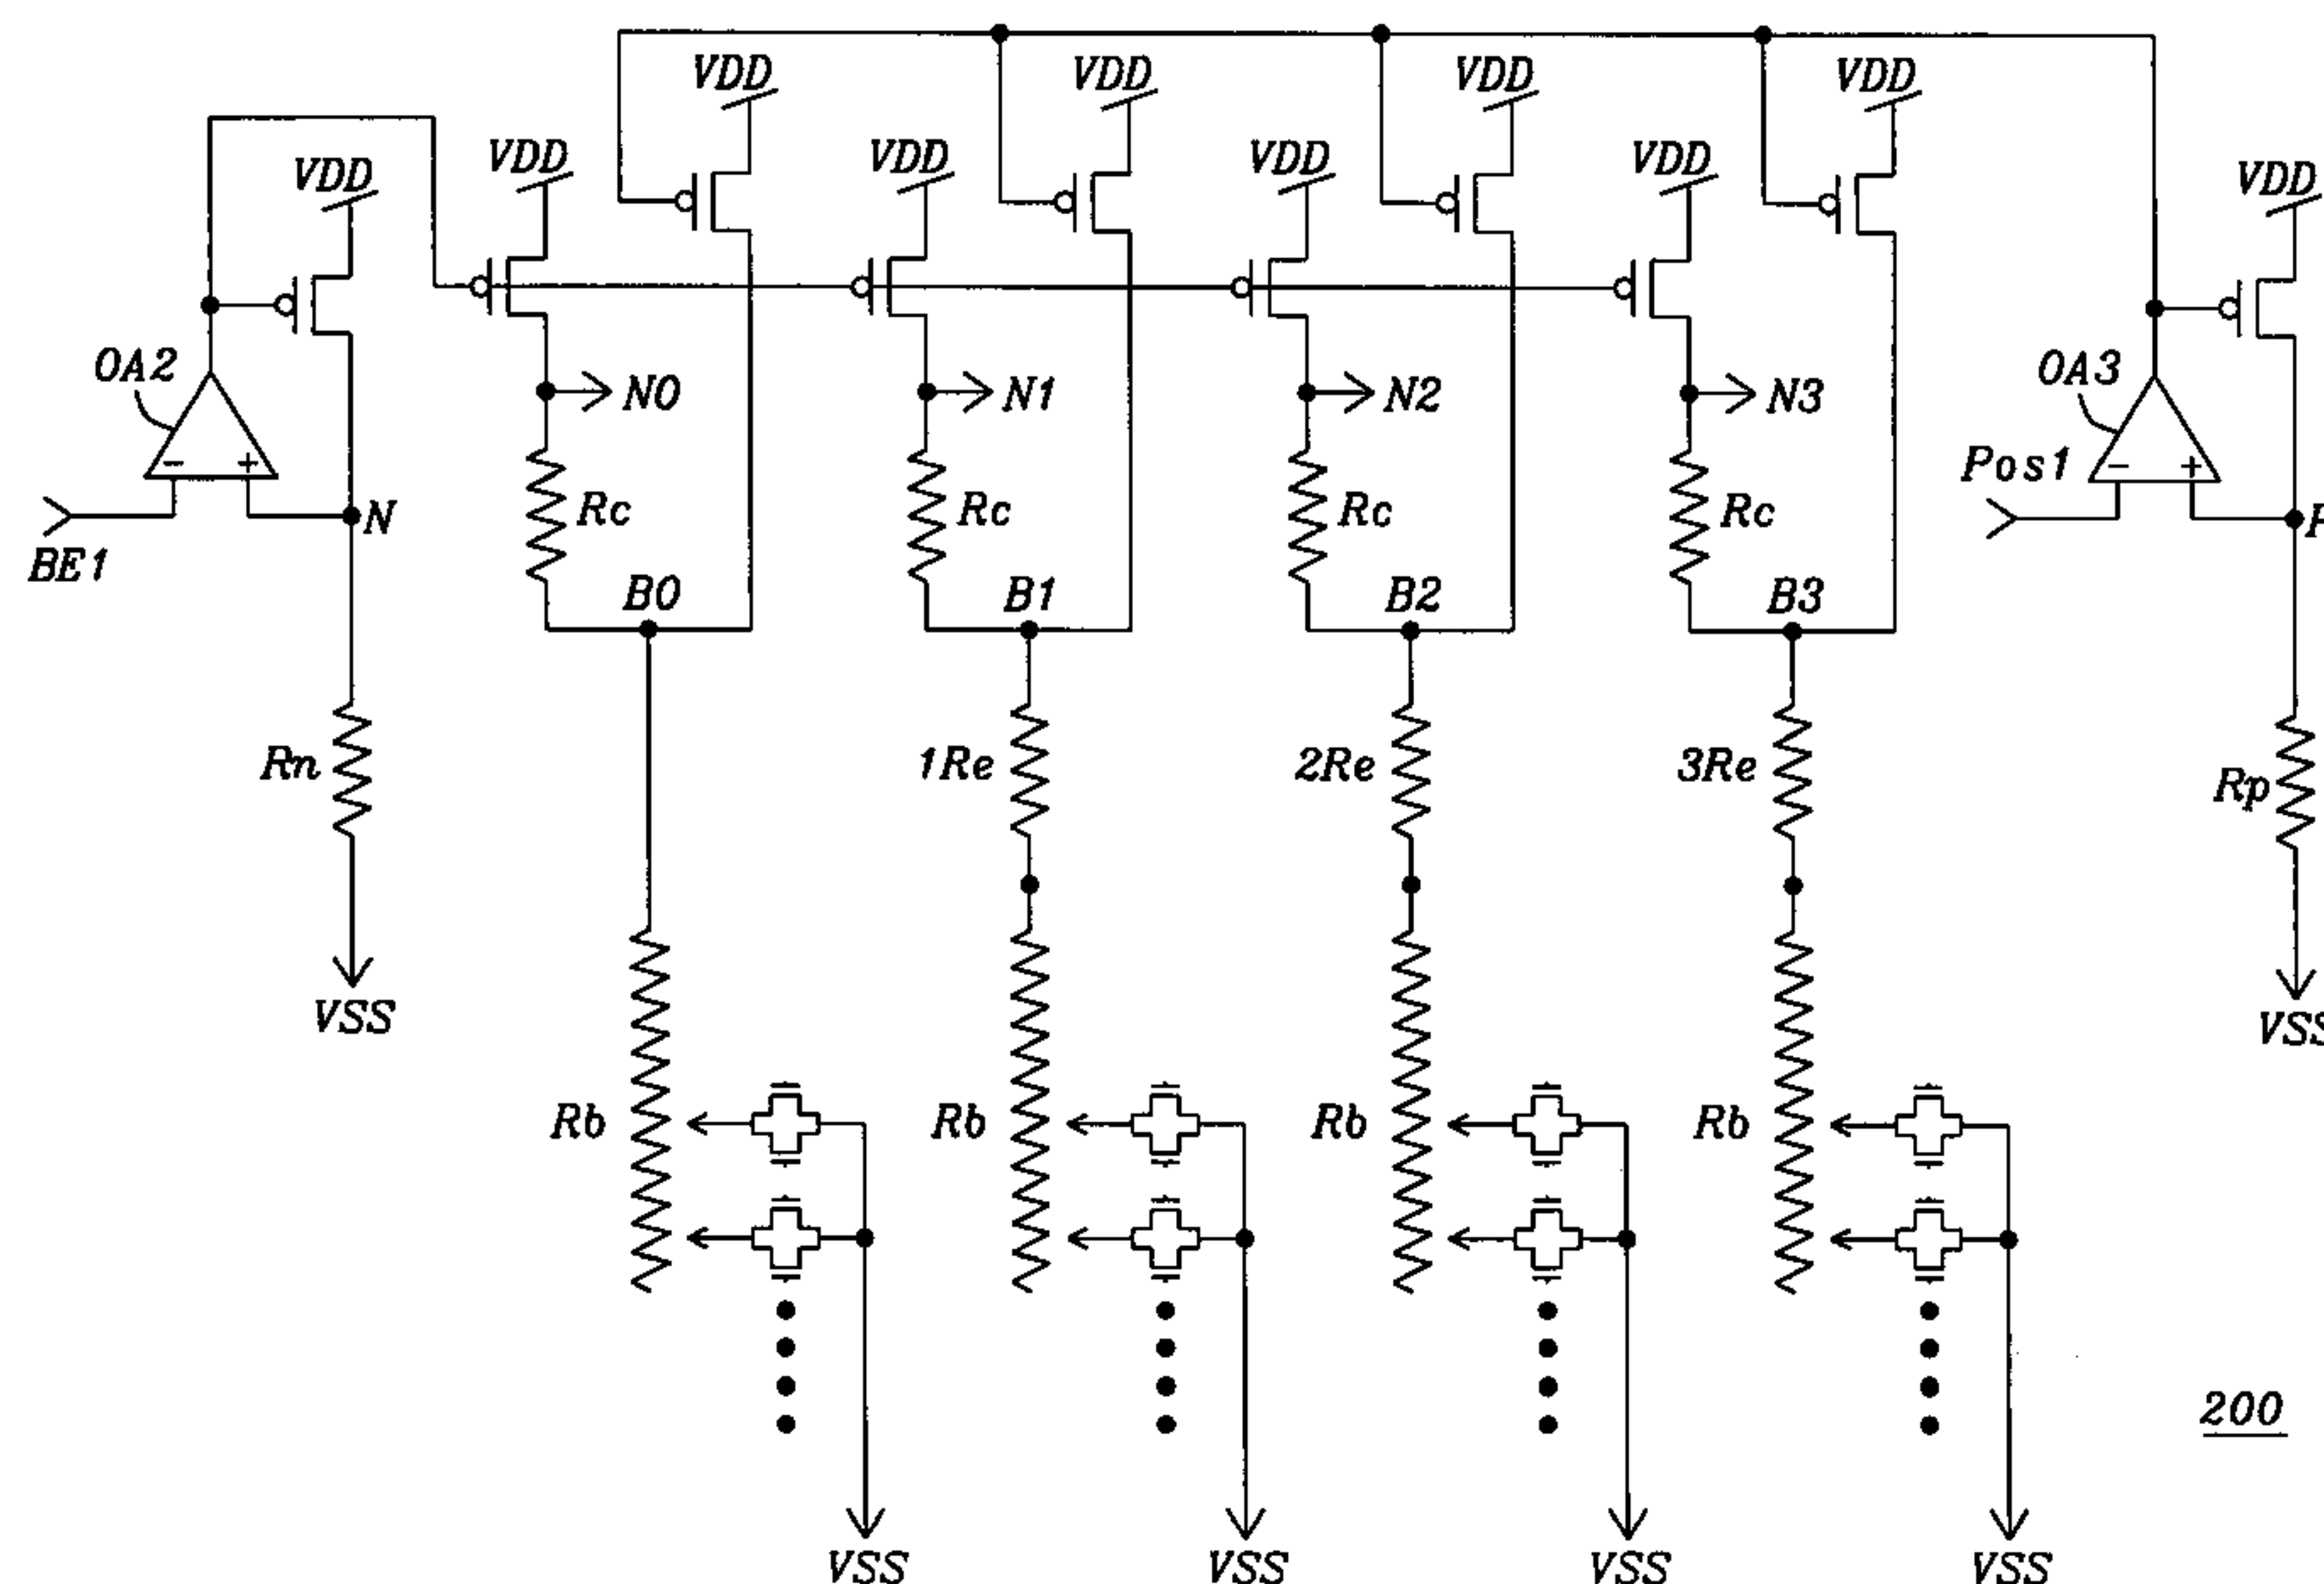 VDD VDD VDD VDD
VDD VDD VDD VDD VDD VDD
OA2 N0 N1 N2 N3 OA3
- + - +
Pos1
BE1 N Rc Rc Rc Rc P
B0 B1 B2 B3
Rn 1Re 2Re 3Re Rp
VSS VSS
Rb Rb Rb Rb
200
VSS VSS VSS VSS